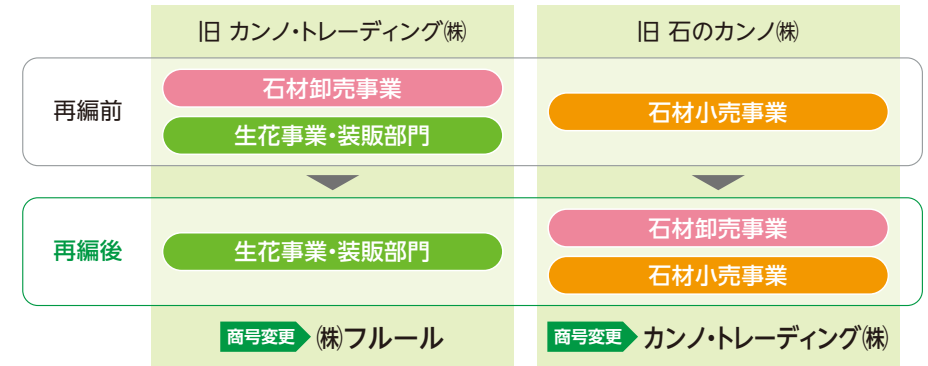 旧 カンノ・トレーディング㈱
旧 石のカンノ㈱
再編前
石材卸売事業
生花事業・装販部門
石材小売事業
再編後
生花事業・装販部門
石材卸売事業
石材小売事業
商号変更 ㈱フルール
商号変更 カンノ・トレーディング㈱